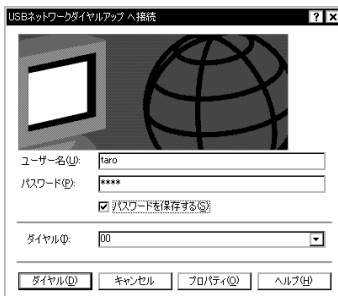 USBネットワークダイヤルアップ へ接続
ユーザー名(U): taro
パスワード(P): ****
パスワードを保存する(S)
ダイヤル(I): 00
ダイヤル(D) キャンセル プロパティ(O) ヘルプ(H)